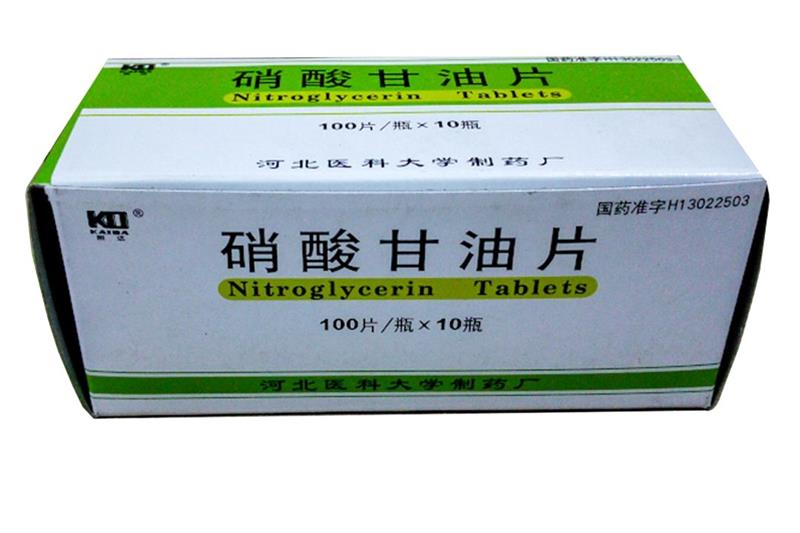 国药准字H13022503
KD
硝酸甘油片
Nitroglycerin Tablets
100片/瓶×10瓶
河北医科大学制药厂
KD®
KAIDA
凯达
国药准字H13022503
硝酸甘油片
Nitroglycerin Tablets
100片/瓶×10瓶
河北医科大学制药厂